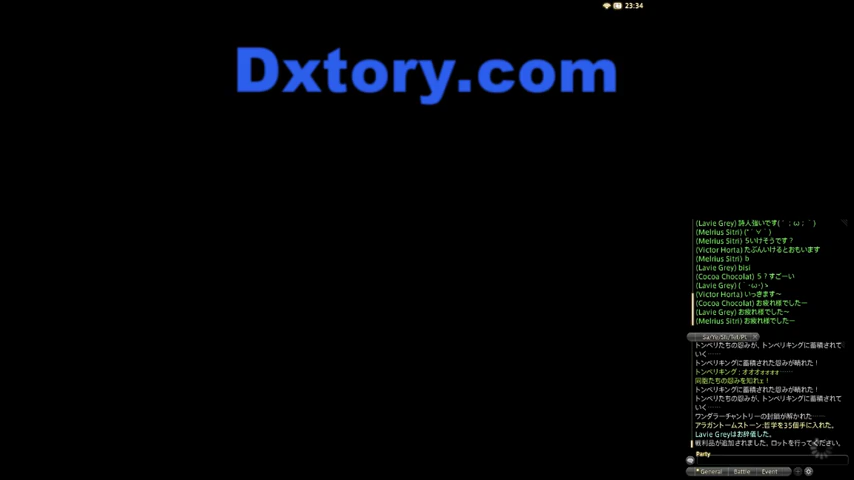 23:34
Dxtory.com
(Lavie Grey) 詩人強いです(´；ω；｀)
(Melrius Sitri) (*´∀｀)
(Melrius Sitri) 5いけそうです？
(Victor Horta) たぶんいけるとおもいます
(Melrius Sitri) b
(Lavie Grey) bisi
(Cocoa Chocolat) 5？すごーい
(Lavie Grey) (｀･ω･)ゝ
(Victor Horta) いっきます～
(Cocoa Chocolat) お疲れ様でしたー
(Lavie Grey) お疲れ様でした～
(Melrius Sitri) お疲れ様でしたー
トンベリたちの怨みが、トンベリキングに蓄積されて
いく……
トンベリキングに蓄積された怨みが晴れた！
トンベリキング：オオオォォォ……
同胞たちの怨みを知れェ！
トンベリキングに蓄積された怨みが晴れた！
トンベリたちの怨みが、トンベリキングに蓄積されて
いく……
ワンダラーチャントリーの封鎖が解かれた……
アラガントームストーン:哲学を35個手に入れた。
Lavie Greyはお辞儀した。
戦利品が追加されました。ロットを行ってください。
Party
General Battle Event